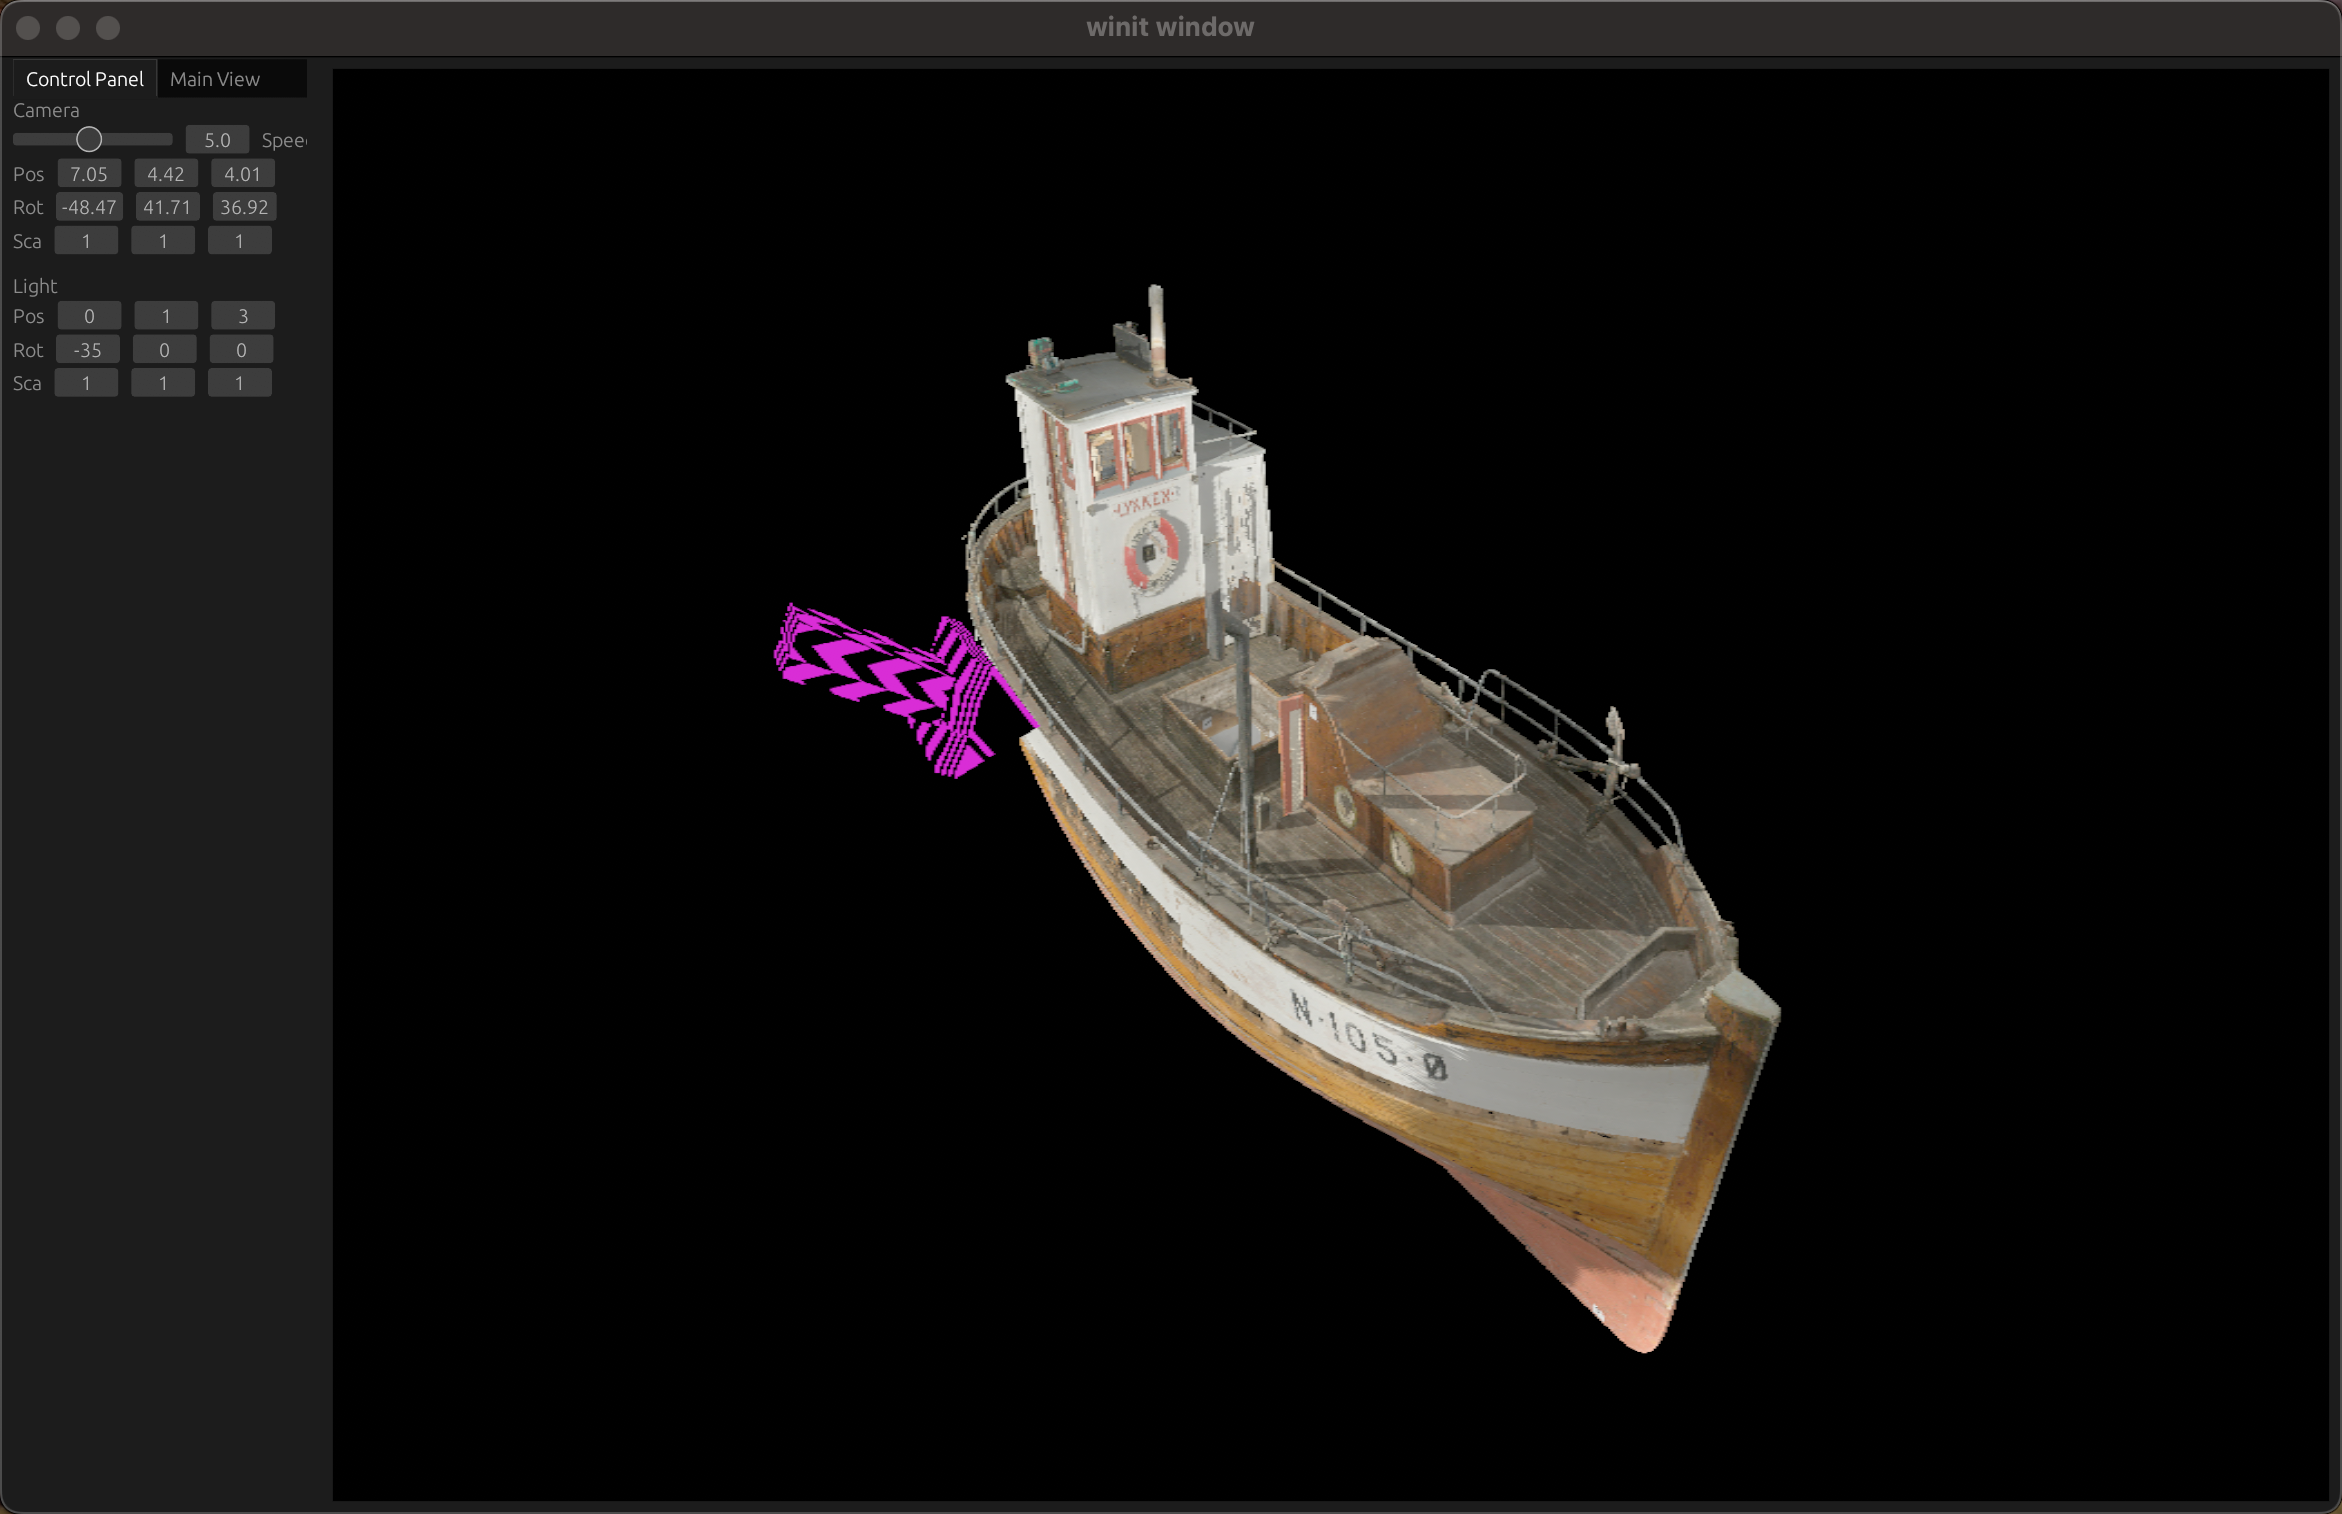 winit window
Control Panel
Main View
Camera
5.0 Spee
Pos 7.05 4.42 4.01
Rot -48.47 41.71 36.92
Sca 1 1 1
Light
Pos 0 1 3
Rot -35 0 0
Sca 1 1 1
N-105-Ø